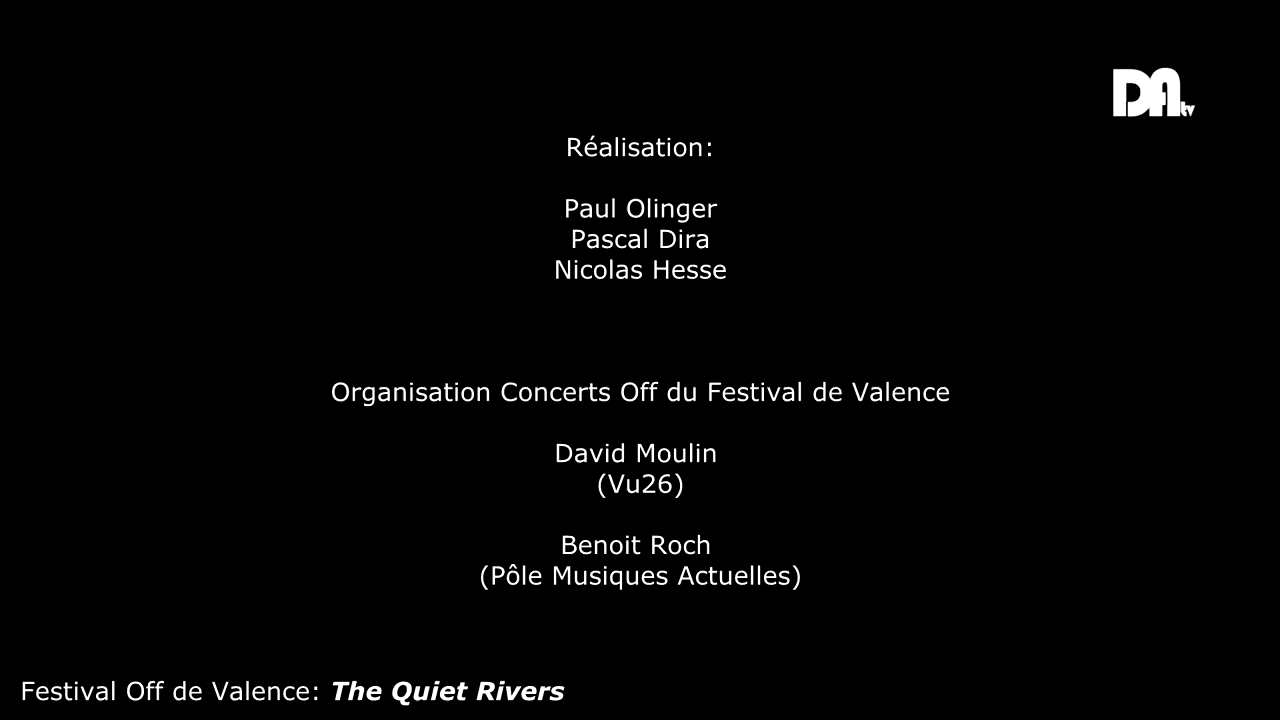 DA tv
Réalisation:
Paul Olinger
Pascal Dira
Nicolas Hesse
Organisation Concerts Off du Festival de Valence
David Moulin
(Vu26)
Benoit Roch
(Pôle Musiques Actuelles)
Festival Off de Valence: The Quiet Rivers